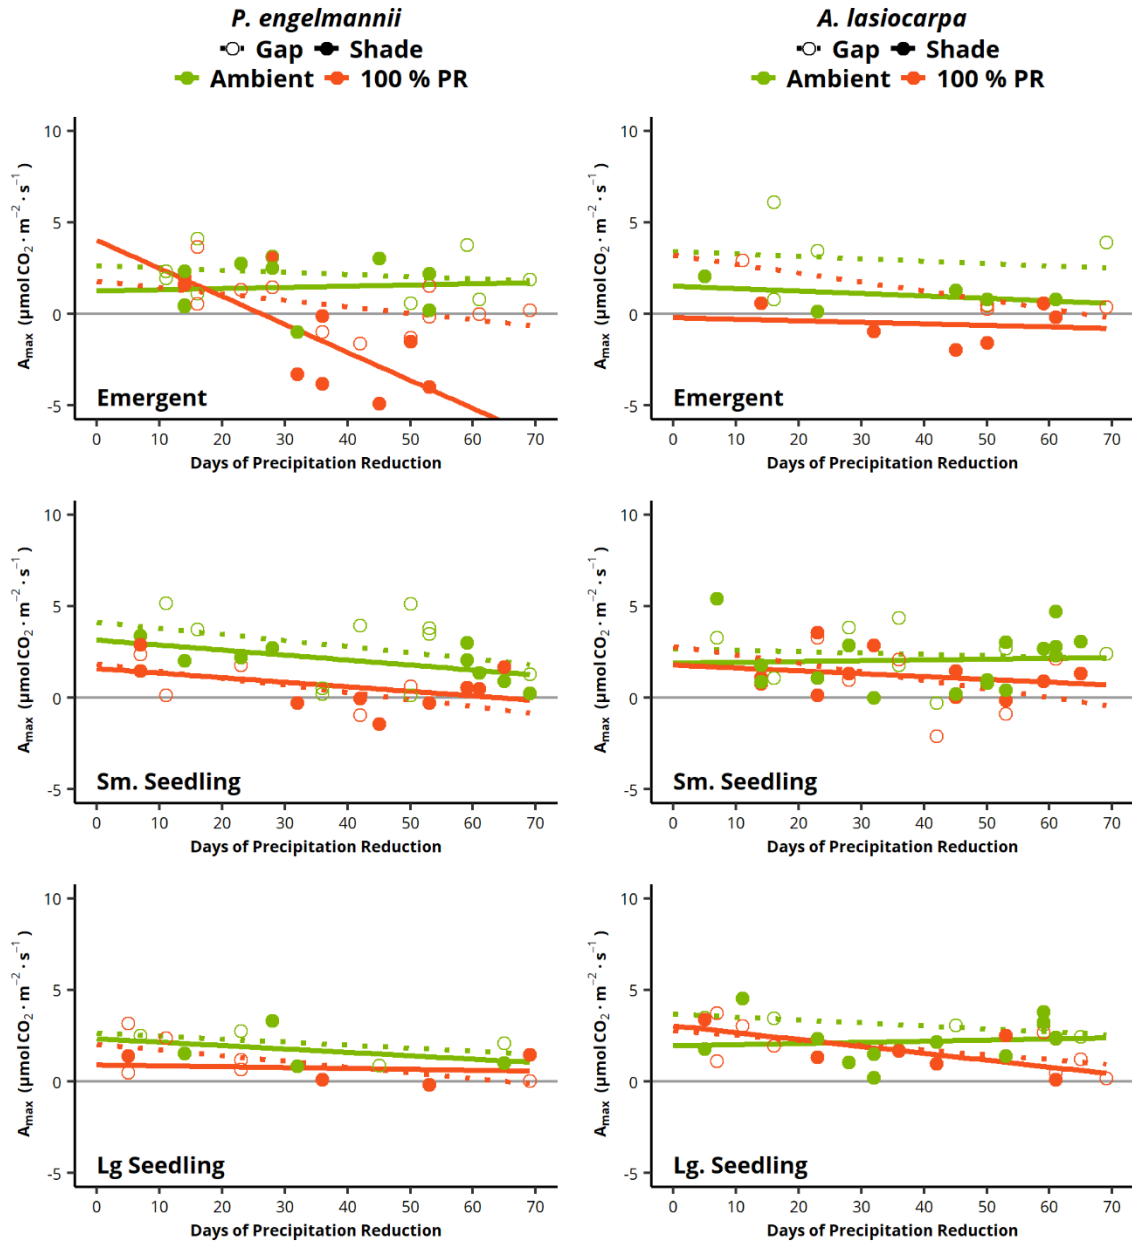 P. engelmannii
Gap Shade
Ambient 100 % PR
A. lasiocarpa
Gap Shade
Ambient 100 % PR
10
5
0
-5
Amax (μmol CO2 · m−2 · s−1 )
Emergent
0 10 20 30 40 50 60 70
Days of Precipitation Reduction
10
5
0
-5
Amax (μmol CO2 · m−2 · s−1 )
Emergent
0 10 20 30 40 50 60 70
Days of Precipitation Reduction
10
5
0
-5
Amax (μmol CO2 · m−2 · s−1 )
Sm. Seedling
0 10 20 30 40 50 60 70
Days of Precipitation Reduction
10
5
0
-5
Amax (μmol CO2 · m−2 · s−1 )
Sm. Seedling
0 10 20 30 40 50 60 70
Days of Precipitation Reduction
10
5
0
-5
Amax (μmol CO2 · m−2 · s−1 )
Lg Seedling
0 10 20 30 40 50 60 70
Days of Precipitation Reduction
10
5
0
-5
Amax (μmol CO2 · m−2 · s−1 )
Lg. Seedling
0 10 20 30 40 50 60 70
Days of Precipitation Reduction